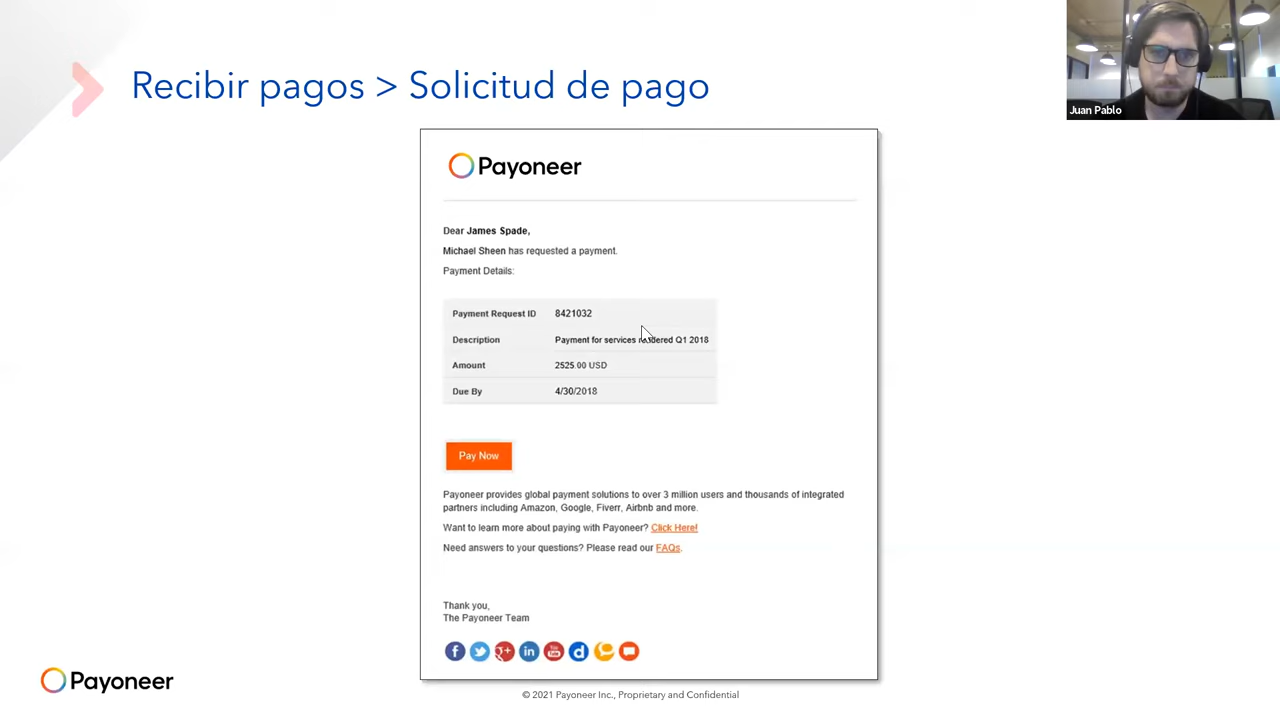 Recibir pagos > Solicitud de pago
Juan Pablo
Payoneer
Dear James Spade,
Michael Sheen has requested a payment.
Payment Details:
Payment Request ID 8421032
Description Payment for services rendered Q1 2018
Amount 2525.00 USD
Due By 4/30/2018
Pay Now
Payoneer provides global payment solutions to over 3 million users and thousands of integrated
partners including Amazon, Google, Fiverr, Airbnb and more.
Want to learn more about paying with Payoneer? Click Here!
Need answers to your questions? Please read our FAQs.
Thank you,
The Payoneer Team
Payoneer
© 2021 Payoneer Inc., Proprietary and Confidential